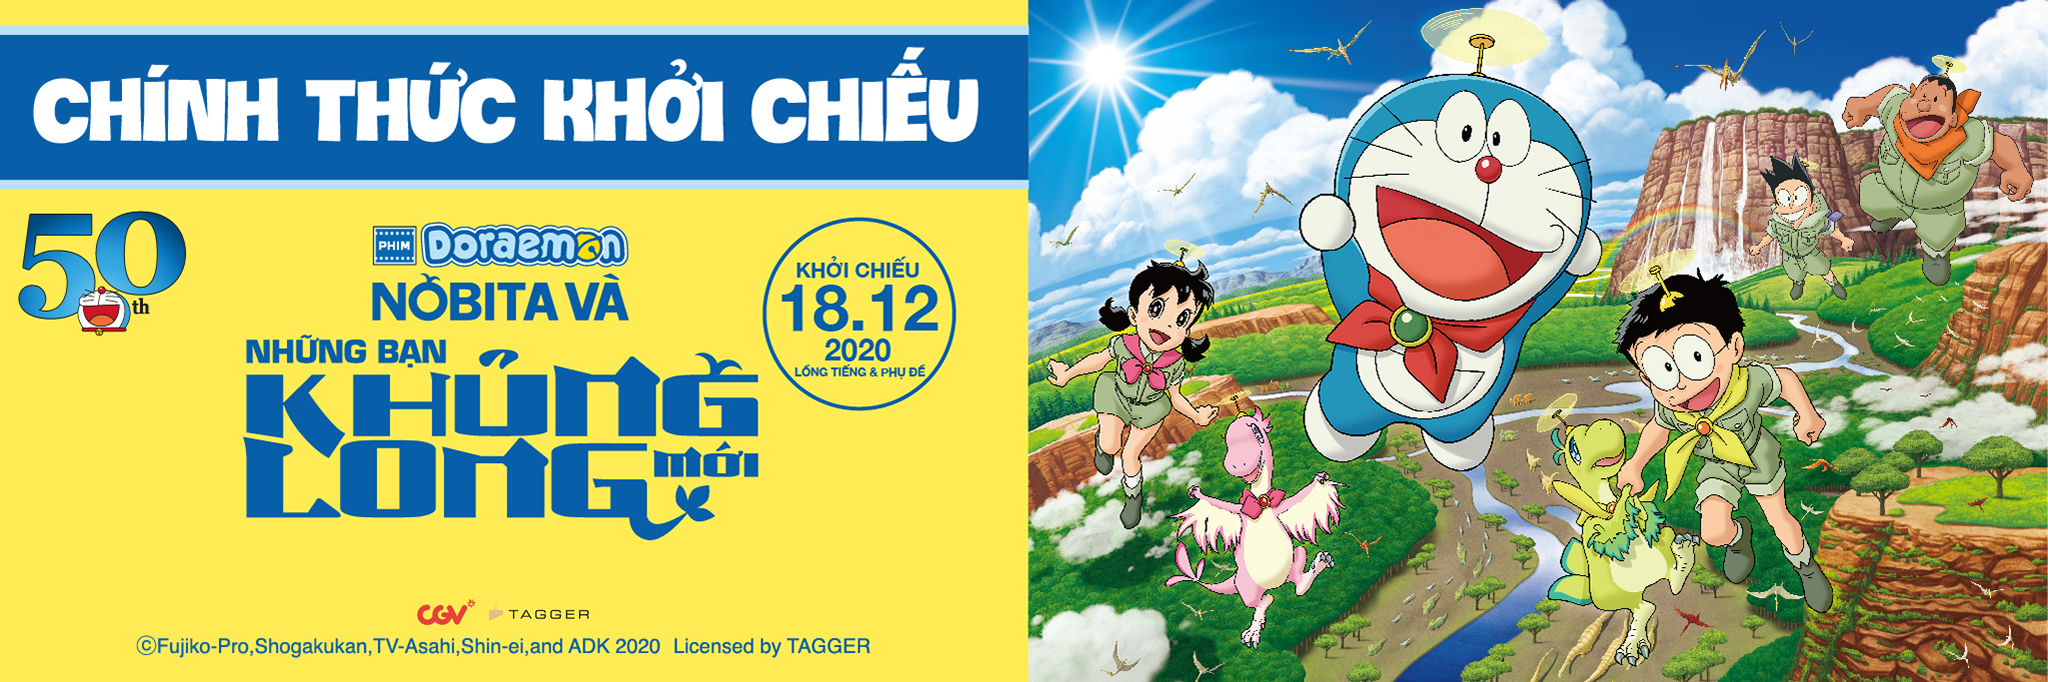 CHÍNH THỨC KHỞI CHIẾU
50th
PHIM Doraemon
NOBITA VÀ
NHỮNG BẠN
KHỦNG
LONG MỚI
KHỞI CHIẾU
18.12
2020
LỒNG TIẾNG & PHỤ ĐỀ
CGV TAGGER
©Fujiko-Pro,Shogakukan,TV-Asahi,Shin-ei,and ADK 2020 Licensed by TAGGER